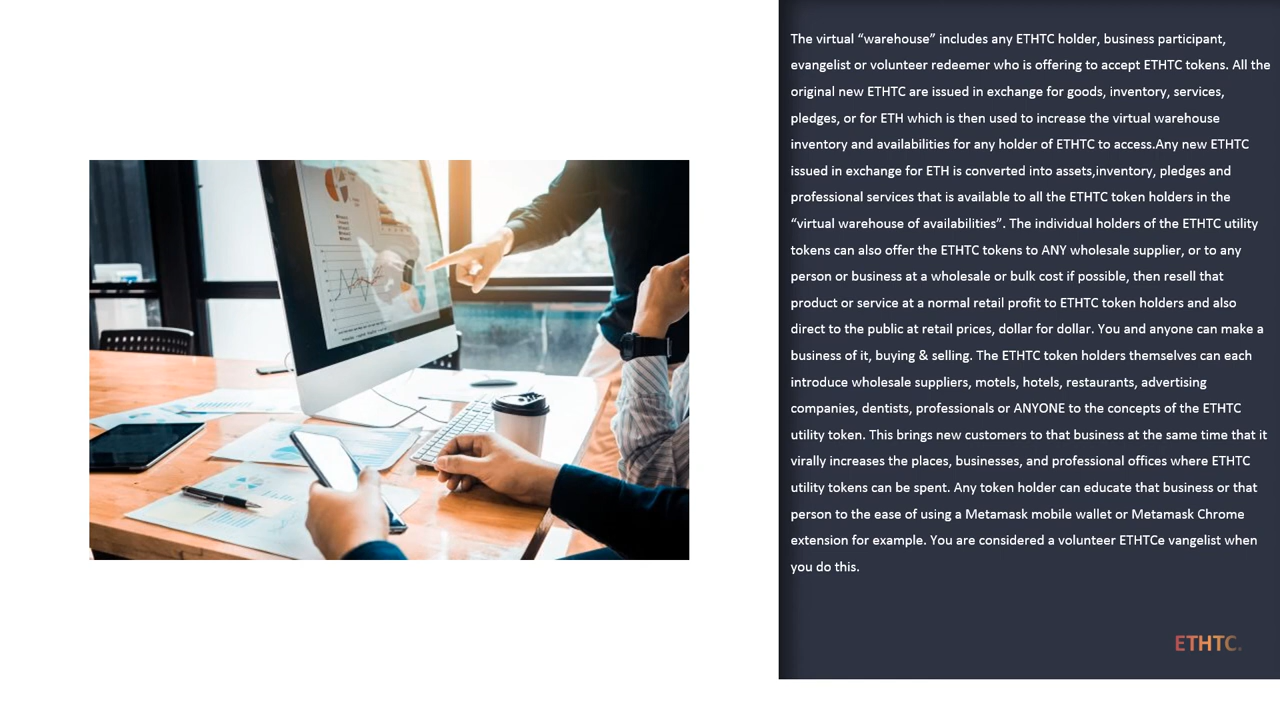 The virtual “warehouse” includes any ETHTC holder, business participant,
evangelist or volunteer redeemer who is offering to accept ETHTC tokens. All the
original new ETHTC are issued in exchange for goods, inventory, services,
pledges, or for ETH which is then used to increase the virtual warehouse
inventory and availabilities for any holder of ETHTC to access.Any new ETHTC
issued in exchange for ETH is converted into assets,inventory, pledges and
professional services that is available to all the ETHTC token holders in the
“virtual warehouse of availabilities”. The individual holders of the ETHTC utility
tokens can also offer the ETHTC tokens to ANY wholesale supplier, or to any
person or business at a wholesale or bulk cost if possible, then resell that
product or service at a normal retail profit to ETHTC token holders and also
direct to the public at retail prices, dollar for dollar. You and anyone can make a
business of it, buying & selling. The ETHTC token holders themselves can each
introduce wholesale suppliers, motels, hotels, restaurants, advertising
companies, dentists, professionals or ANYONE to the concepts of the ETHTC
utility token. This brings new customers to that business at the same time that it
virally increases the places, businesses, and professional offices where ETHTC
utility tokens can be spent. Any token holder can educate that business or that
person to the ease of using a Metamask mobile wallet or Metamask Chrome
extension for example. You are considered a volunteer ETHTCe vangelist when
you do this.
ETHTC